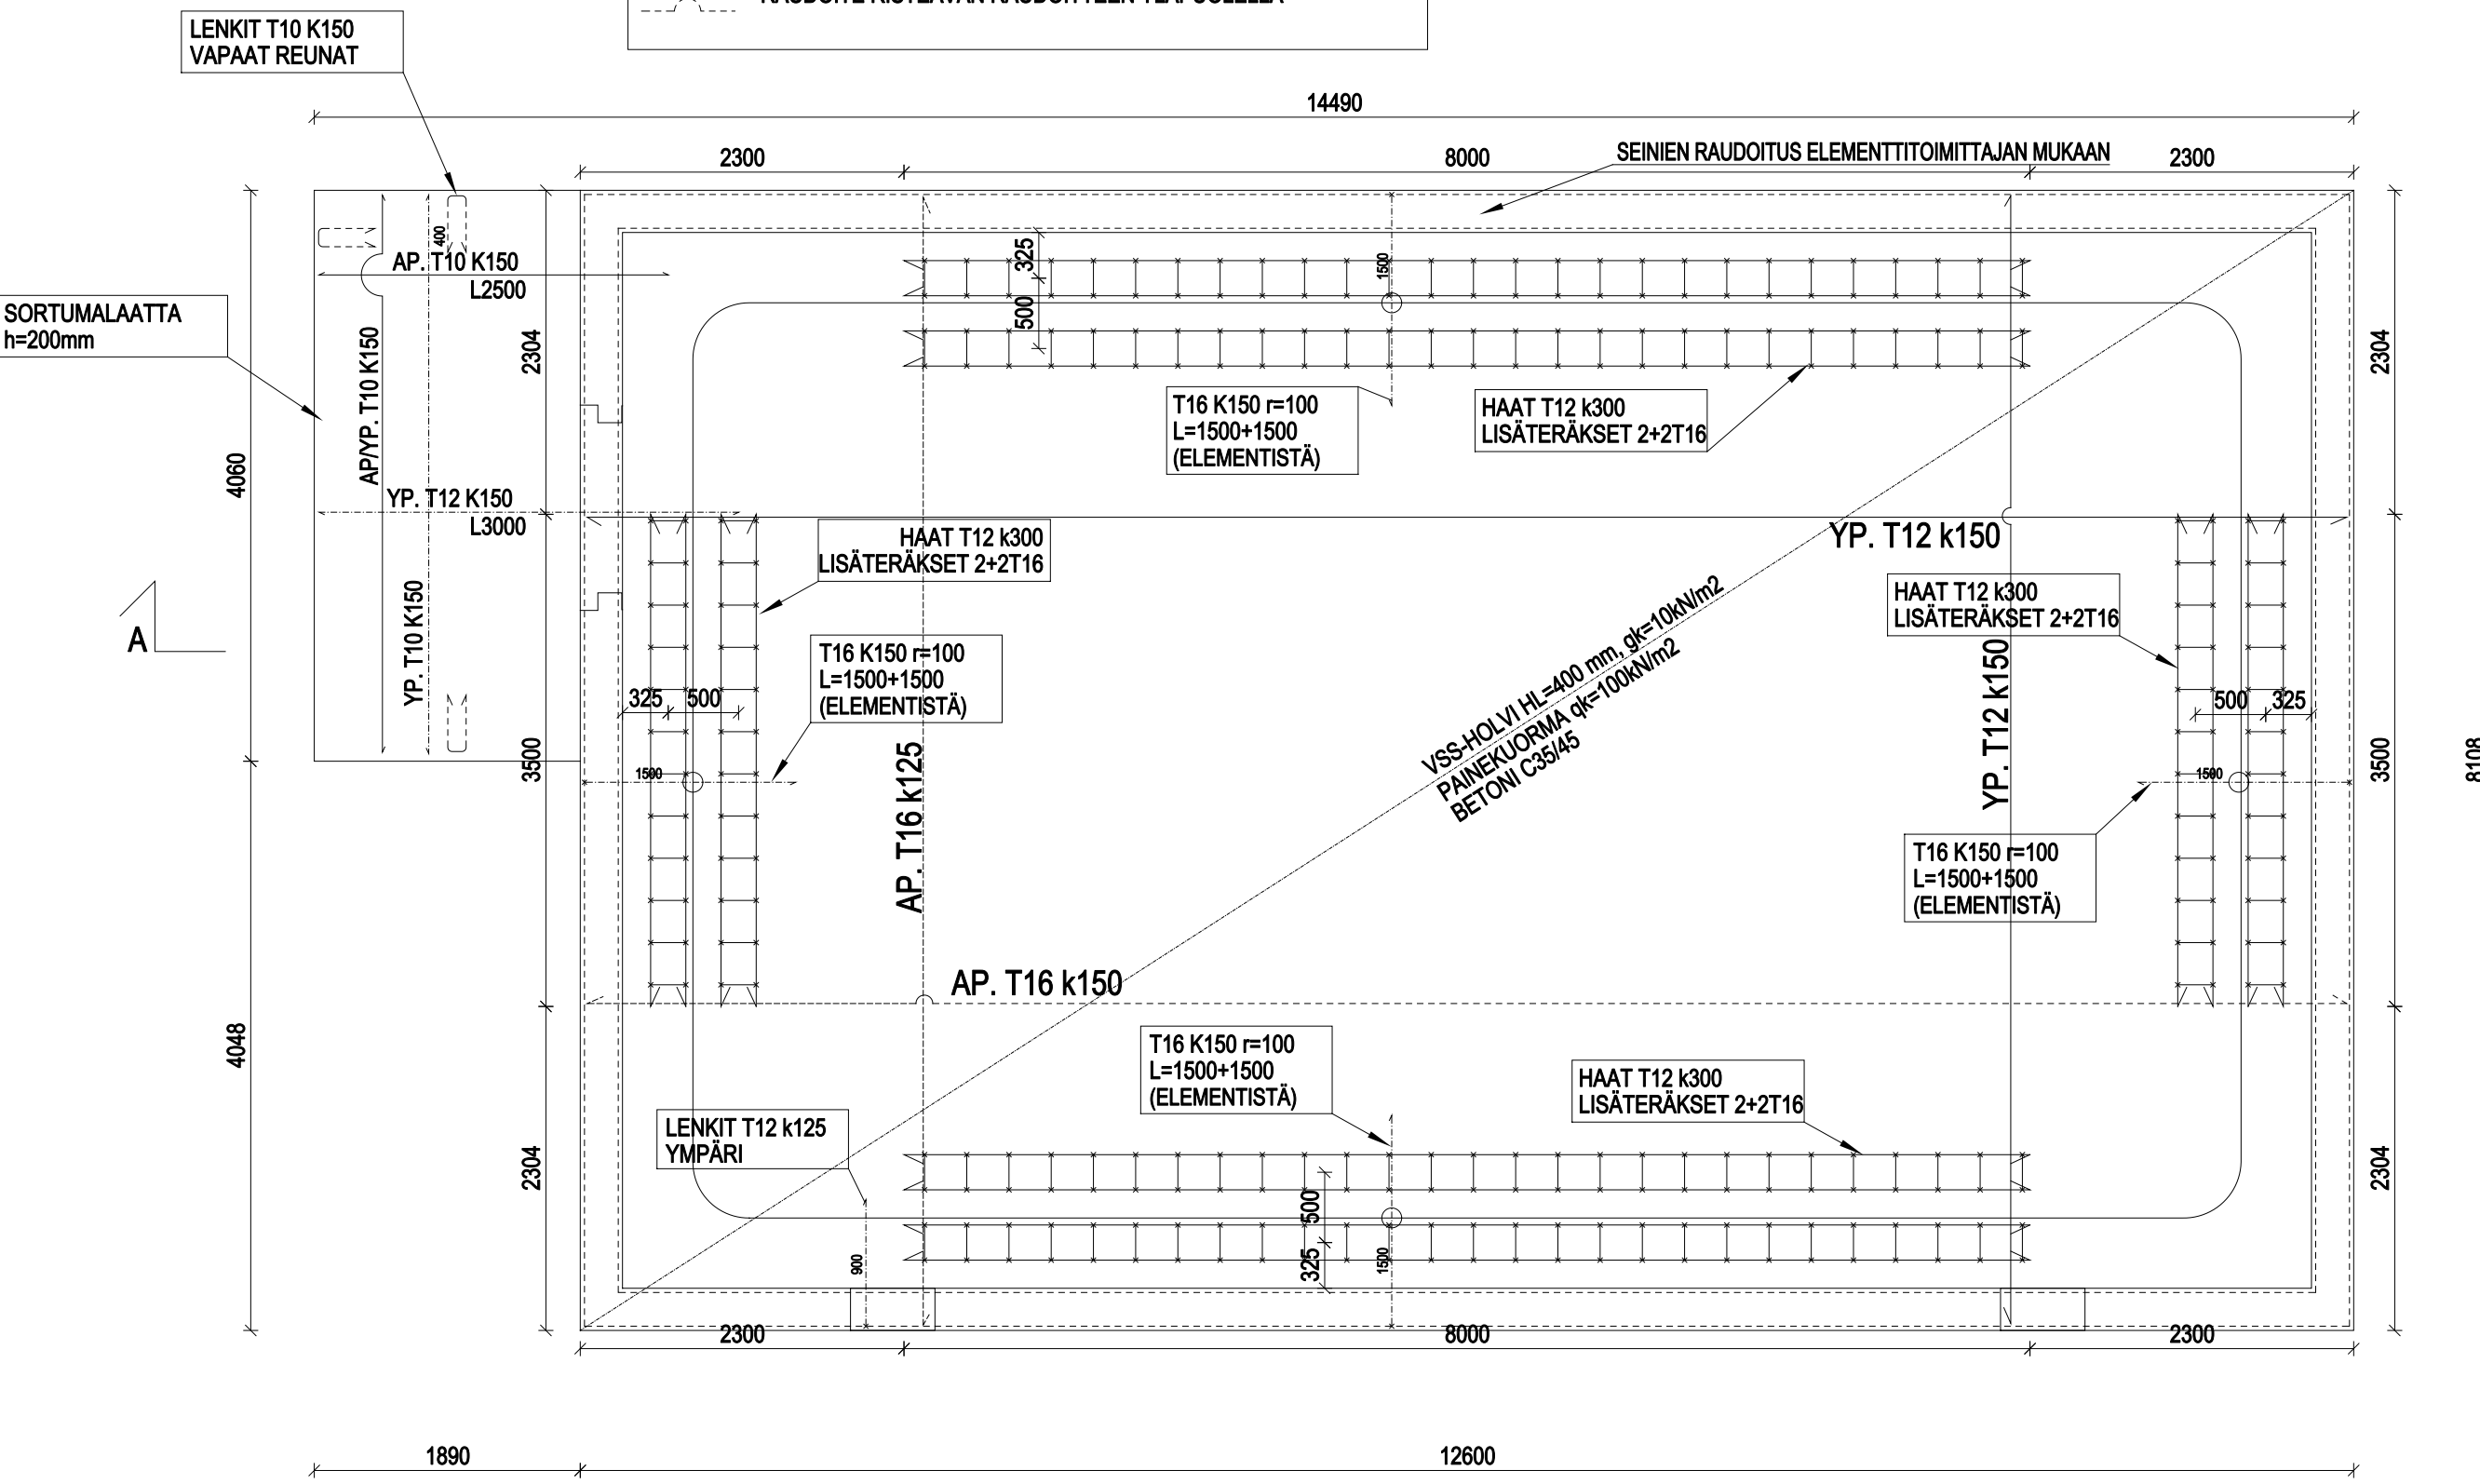 RAUDOITE RISTEÄVÄN RAUDOITTEEN YLÄPUOLELLA
LENKIT T10 K150
VAPAAT REUNAT
14490
2300
8000
SEINIEN RAUDOITUS ELEMENTTITOIMITTAJAN MUKAAN
2300
400
AP. T10 K150
L2500
325
1500
SORTUMALAATTA
h=200mm
500
2304
2304
AP/YP. T10 K150
T16 K150 r=100
L=1500+1500
(ELEMENTISTÄ)
HAAT T12 k300
LISÄTERÄKSET 2+2T16
4060
YP. T12 K150
L3000
HAAT T12 k300
LISÄTERÄKSET 2+2T16
YP. T12 k150
YP. T10 K150
HAAT T12 k300
LISÄTERÄKSET 2+2T16
A
T16 K150 r=100
L=1500+1500
(ELEMENTISTÄ)
325
500
VSS-HOLVI HL=400 mm, gk=10kN/m2
PAINEKUORMA qk=100kN/m2
BETONI C35/45
YP. T12 k150
500
325
3500
1500
AP. T16 k125
1500
3500
8108
T16 K150 r=100
L=1500+1500
(ELEMENTISTÄ)
AP. T16 k150
4048
T16 K150 r=100
L=1500+1500
(ELEMENTISTÄ)
HAAT T12 k300
LISÄTERÄKSET 2+2T16
LENKIT T12 k125
YMPÄRI
2304
2304
500
900
325
1500
2300
8000
2300
1890
12600